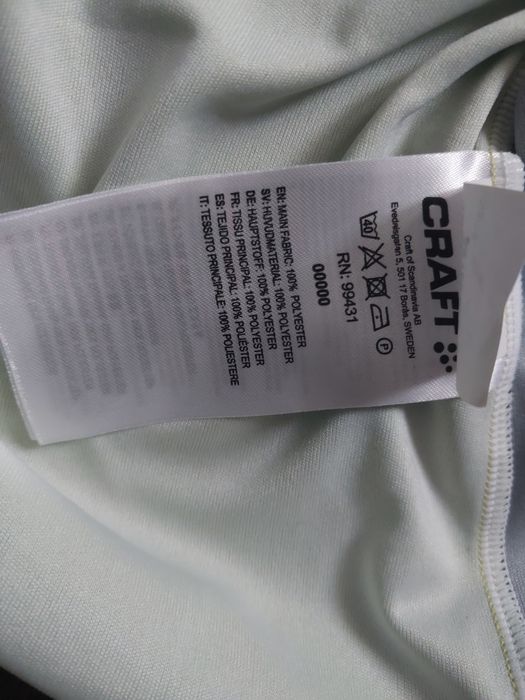 CRAFT
Craft of Scandinavia AB
Evedalsgatan 5, 501 17 Borås, SWEDEN
40
P
RN: 99431
00000
EN: MAIN FABRIC: 100% POLYESTER
SV: HUVUDMATERIAL: 100% POLYESTER
DE: HAUPTSTOFF: 100% POLYESTER
FR: TISSU PRINCIPAL: 100% POLYESTER
ES: TEJIDO PRINCIPAL: 100% POLIÉSTER
IT: TESSUTO PRINCIPALE: 100% POLIESTERE